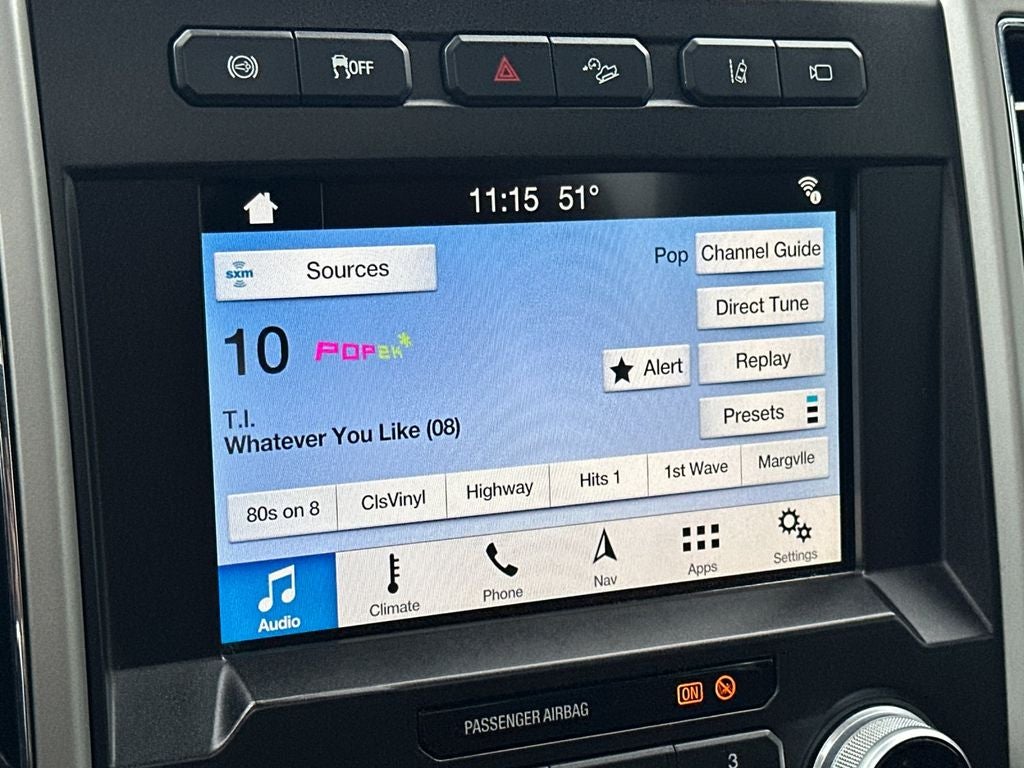 OFF
11:15 51°
sxm Sources
Pop Channel Guide
Direct Tune
10 POP2K
Alert Replay
Presets
T.I.
Whatever You Like (08)
80s on 8 ClsVinyl Highway Hits 1 1st Wave Margvlle
Audio Climate Phone Nav Apps Settings
PASSENGER AIRBAG ON
3